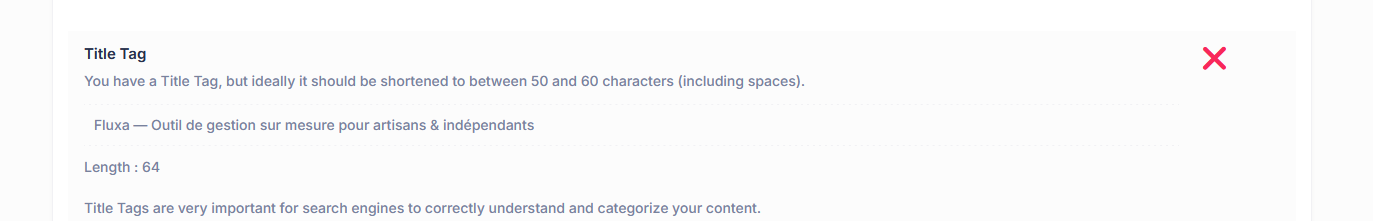 Title Tag
You have a Title Tag, but ideally it should be shortened to between 50 and 60 characters (including spaces).
Fluxa — Outil de gestion sur mesure pour artisans & indépendants
Length : 64
Title Tags are very important for search engines to correctly understand and categorize your content.